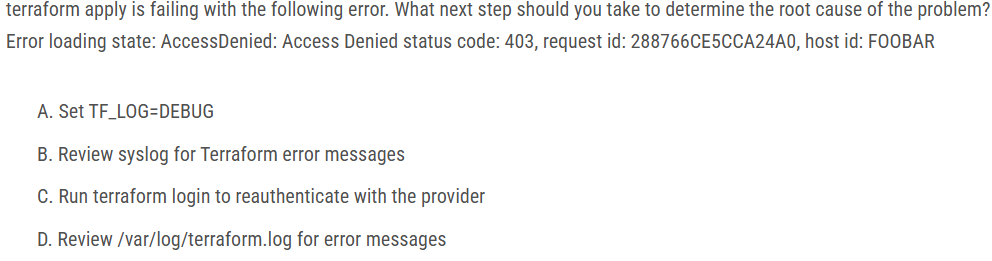 terraform apply is failing with the following error. What next step should you take to determine the root cause of the problem?
Error loading state: AccessDenied: Access Denied status code: 403, request id: 288766CE5CCA24A0, host id: FOOBAR
A. Set TF_LOG=DEBUG
B. Review syslog for Terraform error messages
C. Run terraform login to reauthenticate with the provider
D. Review /var/log/terraform.log for error messages